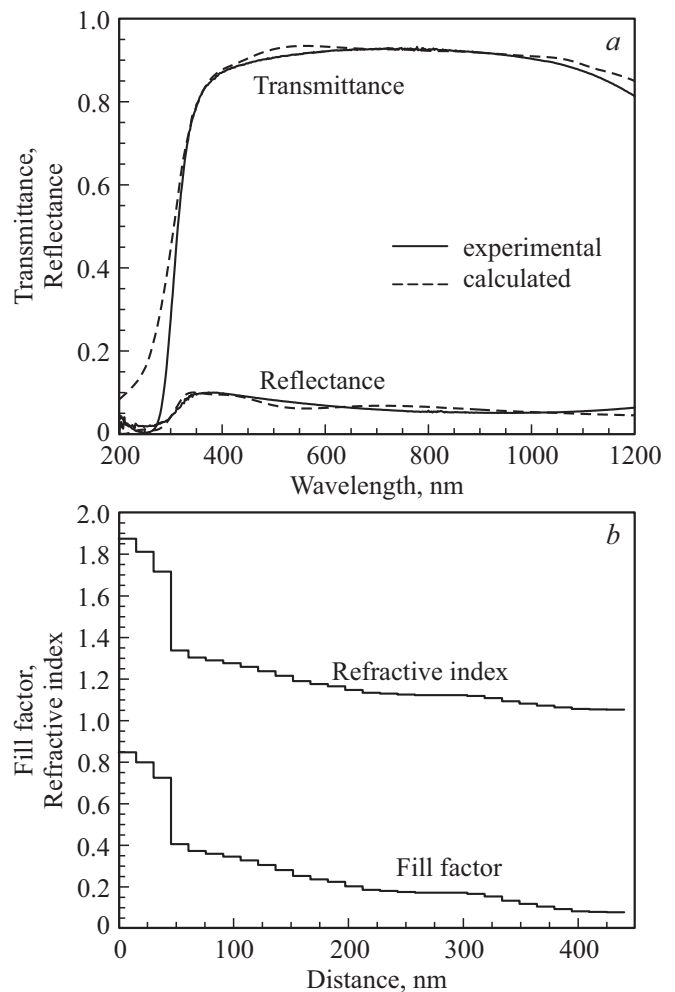 a
1.0
0.8
0.6
0.4
0.2
0
Transmittance,
Reflectance
Transmittance
experimental
calculated
Reflectance
200 400 600 800 1000 1200
Wavelength, nm
b
2.0
1.8
1.6
1.4
1.2
1.0
0.8
0.6
0.4
0.2
0
Fill factor,
Refractive index
Refractive index
Fill factor
0 100 200 300 400
Distance, nm